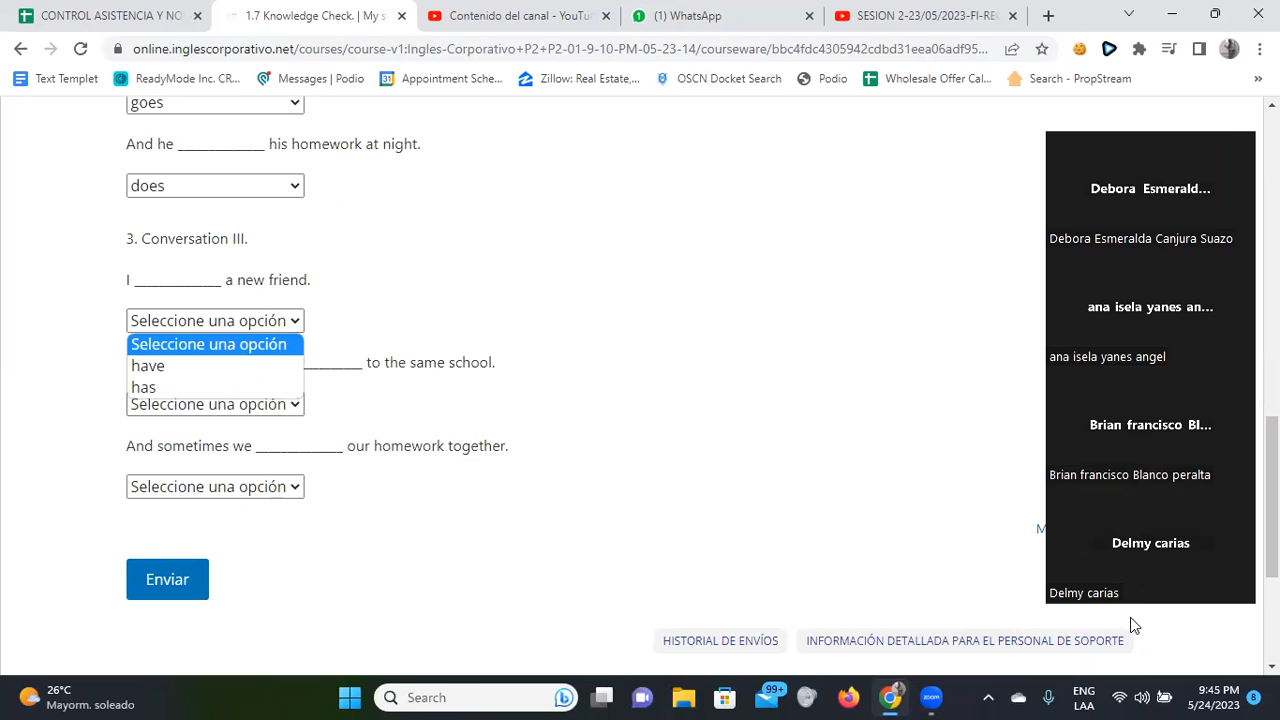 CONTROL ASISTENCIA Y NO
1.7 Knowledge Check. | My s
Contenido del canal - YouTu
(1) WhatsApp
SESION 2-23/05/2023-FI-RE
online.inglescorporativo.net/courses/course-v1:Ingles-Corporativo+P2+P2-01-9-10-PM-05-23-14/courseware/bbc4fdc4305942cdbd31eea06adf95...
Text Templet
ReadyMode Inc. CR...
Messages | Podio
Appointment Sche...
Zillow: Real Estate,...
OSCN Docket Search
Podio
Wholesale Offer Cal...
Search - PropStream
»
goes
And he _____________ his homework at night.
does
3. Conversation III.
I _____________ a new friend.
Seleccione una opción
Seleccione una opción
have
has
_________ to the same school.
Seleccione una opción
And sometimes we _____________ our homework together.
Seleccione una opción
M
Enviar
HISTORIAL DE ENVÍOS
INFORMACIÓN DETALLADA PARA EL PERSONAL DE SOPORTE
Debora Esmerald...
Debora Esmeralda Canjura Suazo
ana isela yanes an...
ana isela yanes angel
Brian francisco Bl...
Brian francisco Blanco peralta
Delmy carias
Delmy carias
26°C
Mayorm. soleado
Search
99+
ENG
LAA
9:45 PM
5/24/2023
8